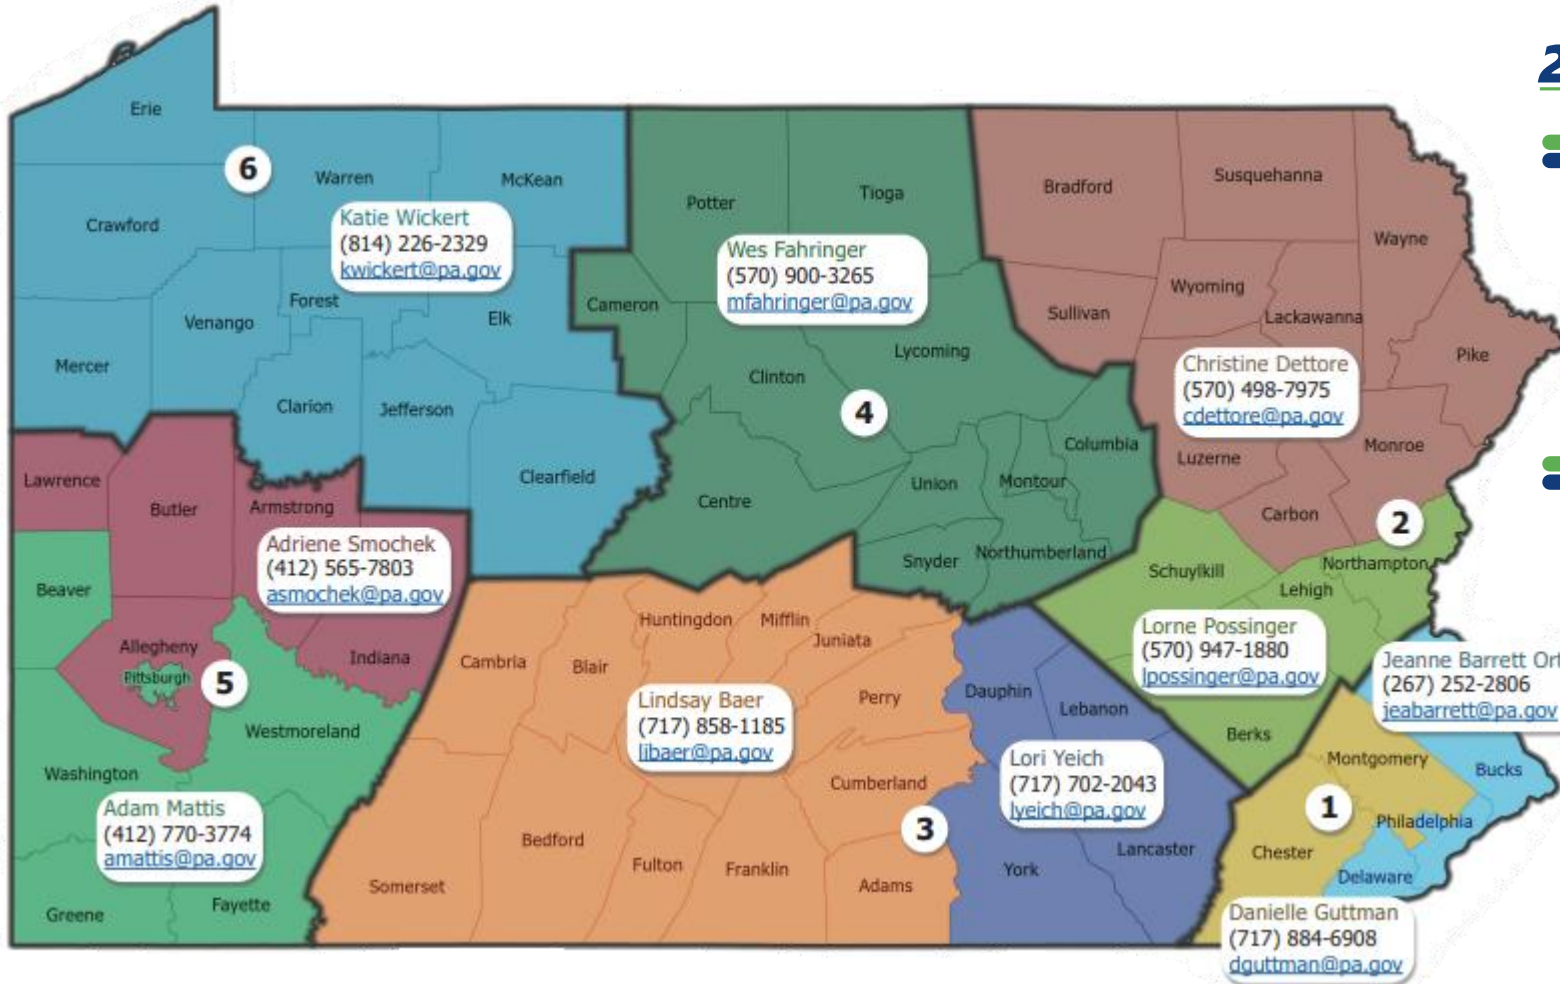 Erie
6
Warren
McKean
Crawford
Katie Wickert
(814) 226-2329
kwickert@pa.gov
Forest
Venango
Elk
Mercer
Clarion
Jefferson
Clearfield
Potter
Tioga
Wes Fahringer
(570) 900-3265
mfahringer@pa.gov
Cameron
Lycoming
Clinton
4
Columbia
Union
Montour
Centre
Snyder
Northumberland
Bradford
Susquehanna
Wayne
Wyoming
Sullivan
Lackawanna
Pike
Christine Dettore
(570) 498-7975
cdettore@pa.gov
Monroe
Luzerne
Carbon
2
Northampton
Schuylkill
Lehigh
Lorne Possinger
(570) 947-1880
lpossinger@pa.gov
Berks
Lawrence
Butler
Armstrong
Adriene Smochek
(412) 565-7803
asmochek@pa.gov
Beaver
Allegheny
Indiana
Pittsburgh
5
Westmoreland
Washington
Adam Mattis
(412) 770-3774
amattis@pa.gov
Greene
Fayette
Huntingdon
Mifflin
Juniata
Cambria
Blair
Perry
Lindsay Baer
(717) 858-1185
libaer@pa.gov
Cumberland
3
Bedford
Fulton
Franklin
Somerset
Adams
Dauphin
Lebanon
Lori Yeich
(717) 702-2043
lyeich@pa.gov
York
Lancaster
Jeanne Barrett Ort
(267) 252-2806
jeabarrett@pa.gov
Montgomery
Bucks
1
Philadelphia
Chester
Delaware
Danielle Guttman
(717) 884-6908
dguttman@pa.gov
2